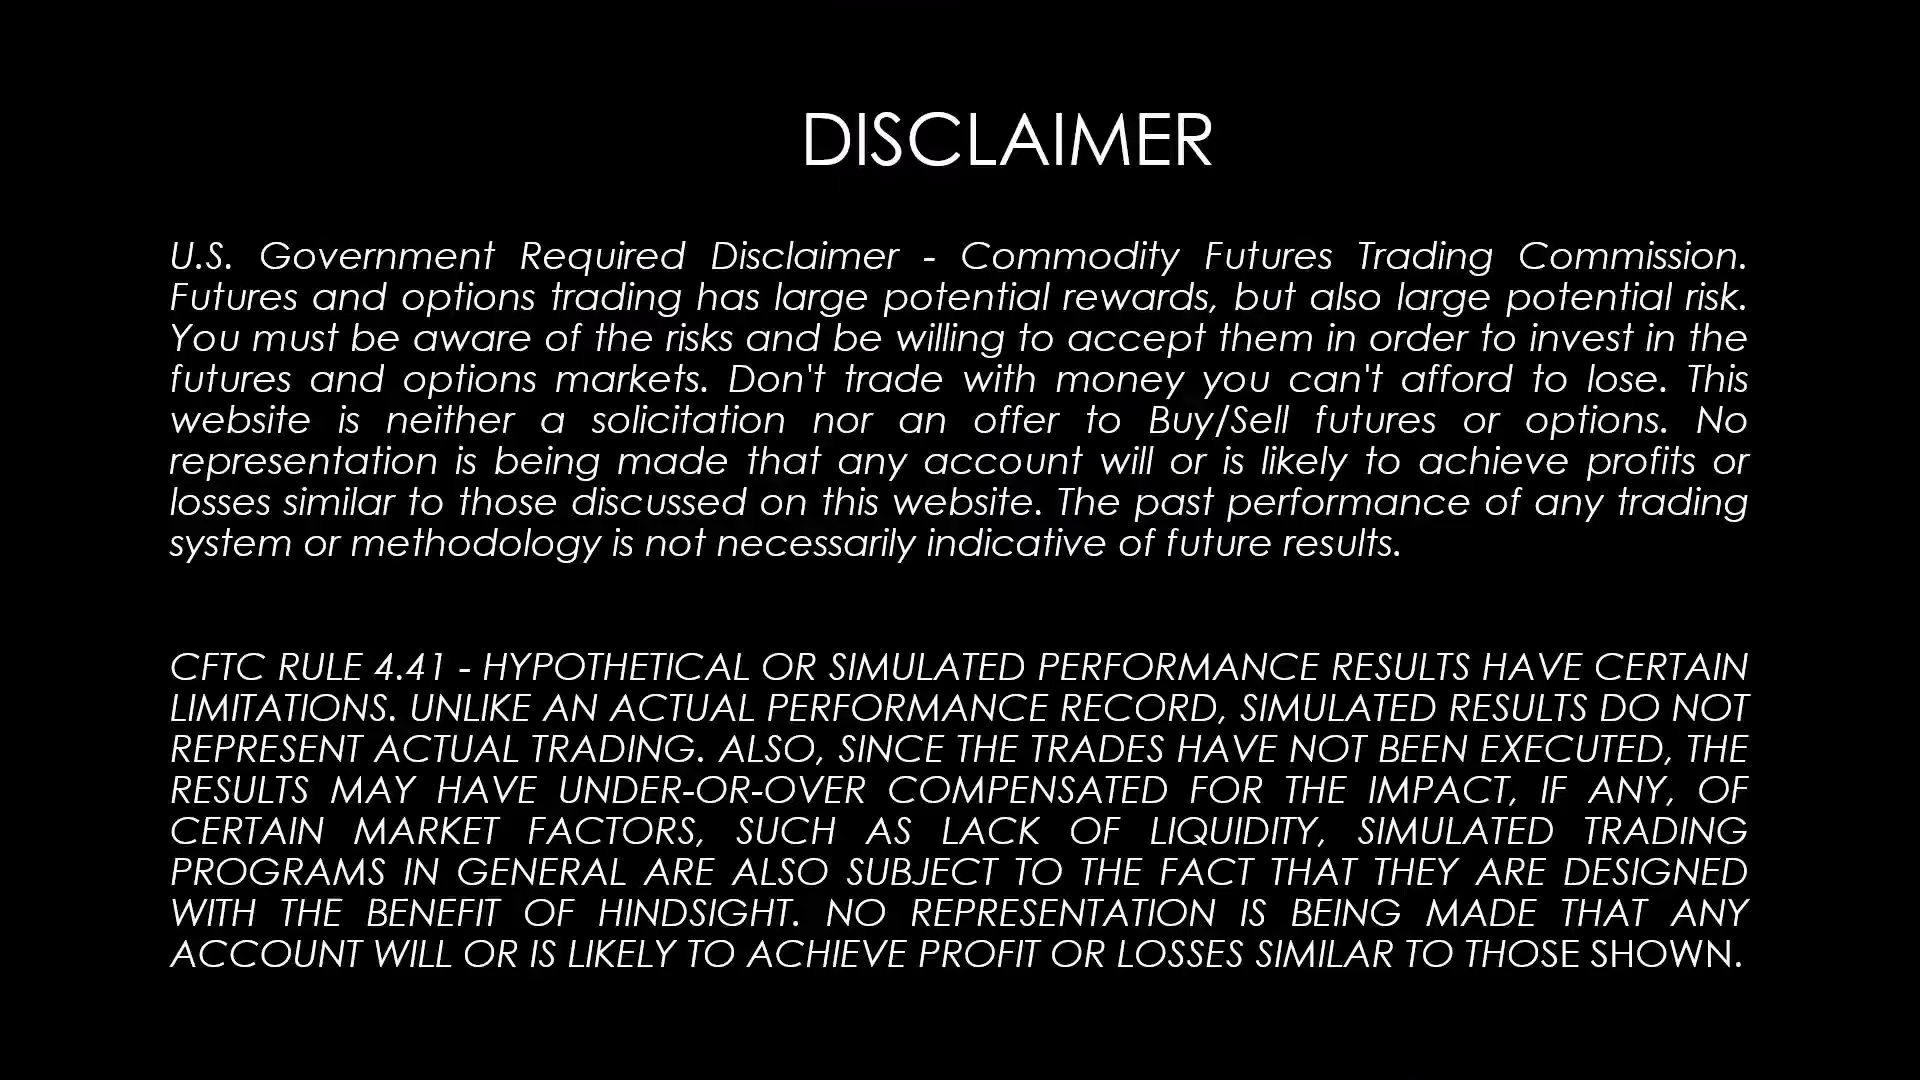 DISCLAIMER
U.S. Government Required Disclaimer - Commodity Futures Trading Commission.
Futures and options trading has large potential rewards, but also large potential risk.
You must be aware of the risks and be willing to accept them in order to invest in the
futures and options markets. Don't trade with money you can't afford to lose. This
website is neither a solicitation nor an offer to Buy/Sell futures or options. No
representation is being made that any account will or is likely to achieve profits or
losses similar to those discussed on this website. The past performance of any trading
system or methodology is not necessarily indicative of future results.
CFTC RULE 4.41 - HYPOTHETICAL OR SIMULATED PERFORMANCE RESULTS HAVE CERTAIN
LIMITATIONS. UNLIKE AN ACTUAL PERFORMANCE RECORD, SIMULATED RESULTS DO NOT
REPRESENT ACTUAL TRADING. ALSO, SINCE THE TRADES HAVE NOT BEEN EXECUTED, THE
RESULTS MAY HAVE UNDER-OR-OVER COMPENSATED FOR THE IMPACT, IF ANY, OF
CERTAIN MARKET FACTORS, SUCH AS LACK OF LIQUIDITY, SIMULATED TRADING
PROGRAMS IN GENERAL ARE ALSO SUBJECT TO THE FACT THAT THEY ARE DESIGNED
WITH THE BENEFIT OF HINDSIGHT. NO REPRESENTATION IS BEING MADE THAT ANY
ACCOUNT WILL OR IS LIKELY TO ACHIEVE PROFIT OR LOSSES SIMILAR TO THOSE SHOWN.